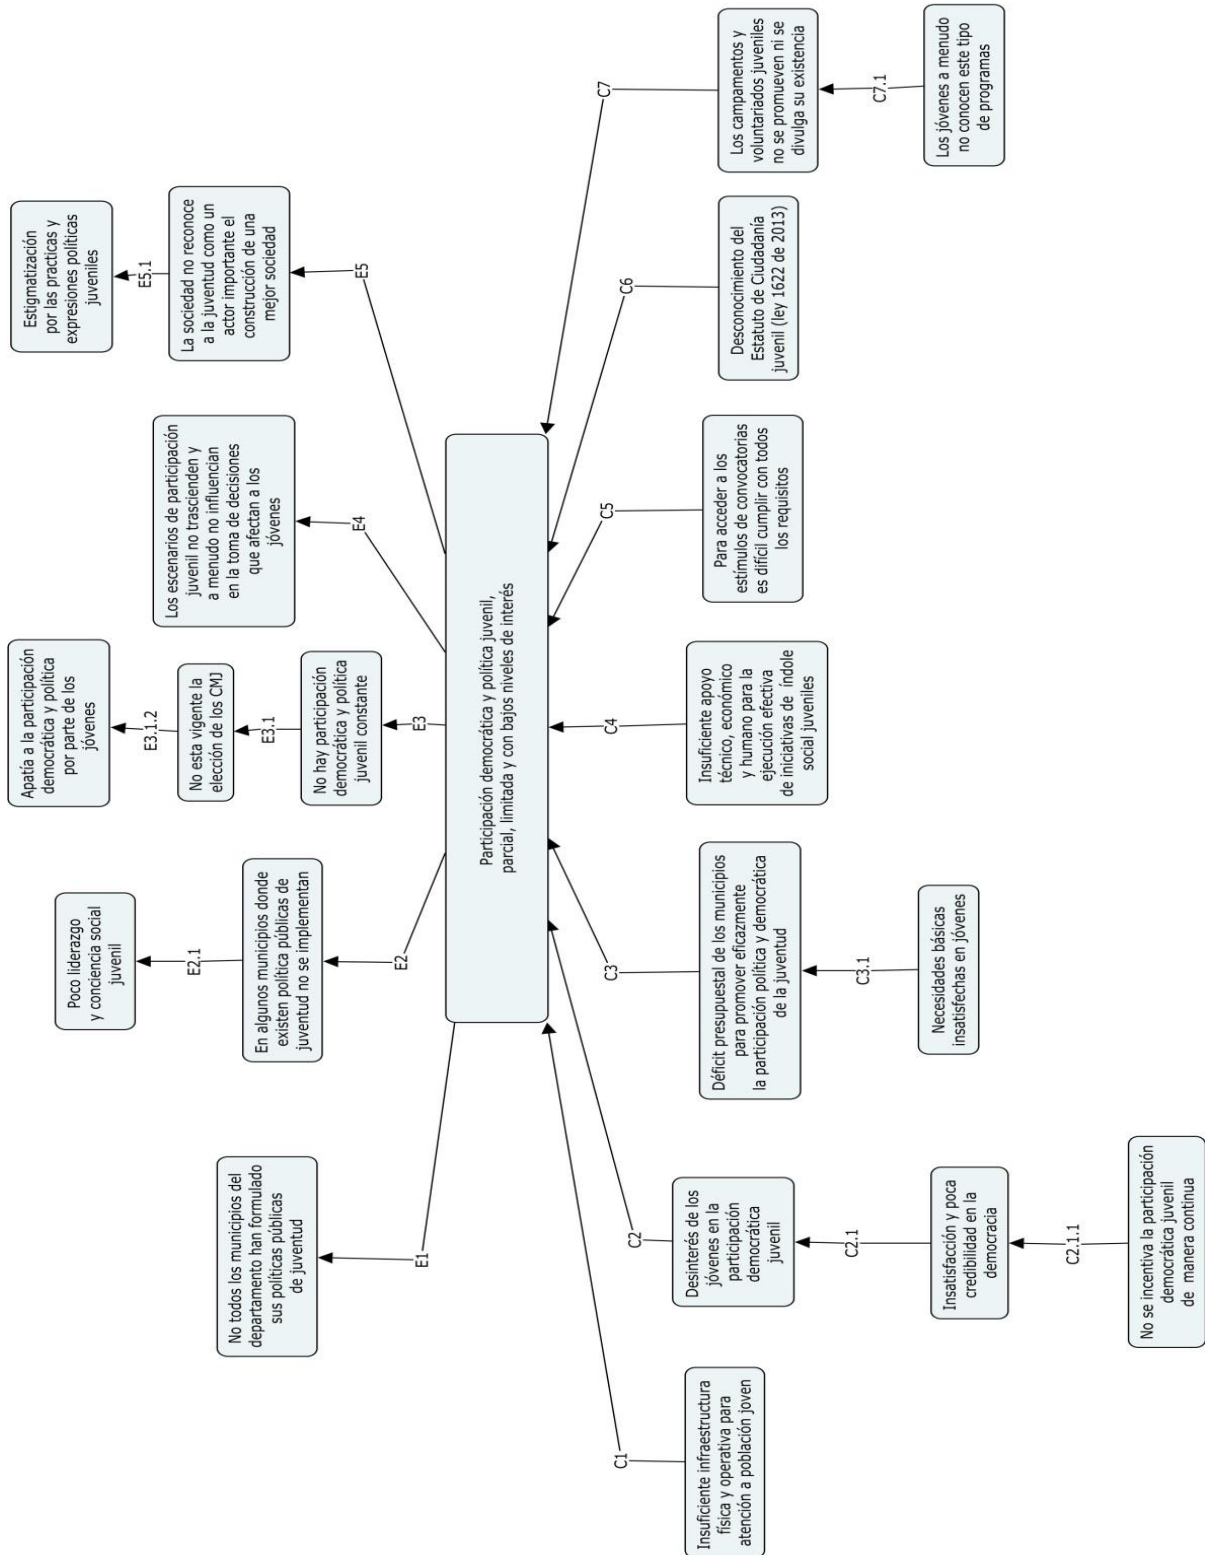 Estigmatización
por las practicas y
expresiones políticas
juveniles
E5.1
La sociedad no reconoce
a la juventud como un
actor importante el
construcción de una
mejor sociedad
E5
Los escenarios de participación
juvenil no trascienden y
a menudo no influencian
en la toma de decisiones
que afectan a los
jóvenes
E4
Apatía a la participación
democrática y política
por parte de los
jóvenes
E3.1.2
No esta vigente la
elección de los CMJ
E3.1
No hay participación
democrática y política
juvenil constante
E3
Poco liderazgo
y conciencia social
juvenil
E2.1
En algunos municipios donde
existen política públicas de
juventud no se implementan
E2
No todos los municipios del
departamento han formulado
sus políticas públicas
de juventud
E1
Participación democrática y política juvenil,
parcial, limitada y con bajos niveles de interés
C1
Insuficiente infraestructura
física y operativa para
atención a población joven
C2
Desinterés de los
jóvenes en la
participación
democrática
juvenil
C2.1
Insatisfacción y poca
credibilidad en la
democracia
C2.1.1
No se incentiva la participación
democrática juvenil
de manera continua
C3
Déficit presupuestal de los municipios
para promover eficazmente
la participación política y democrática
de la juventud
C3.1
Necesidades básicas
insatisfechas en jóvenes
C4
Insuficiente apoyo
técnico, económico
y humano para la
ejecución efectiva
de iniciativas de índole
social juveniles
C5
Para acceder a los
estímulos de convocatorias
es difícil cumplir con todos
los requisitos
C6
Desconocimiento del
Estatuto de Ciudadanía
juvenil (ley 1622 de 2013)
C7
Los campamentos y
voluntariados juveniles
no se promueven ni se
divulga su existencia
C7.1
Los jóvenes a menudo
no conocen este tipo
de programas